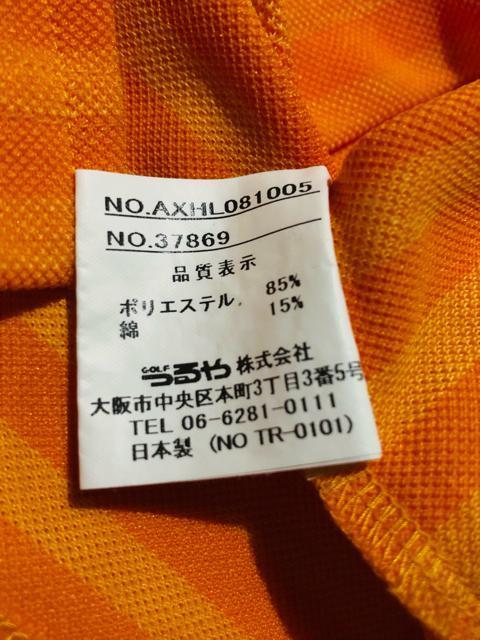 NO.AXHL081005
NO.37869
品質表示
ポリエステル. 85%
綿 15%
GOLF
つるや 株式会社
大阪市中央区本町3丁目3番5号
TEL 06-6281-0111
日本製 (NO TR-0101)